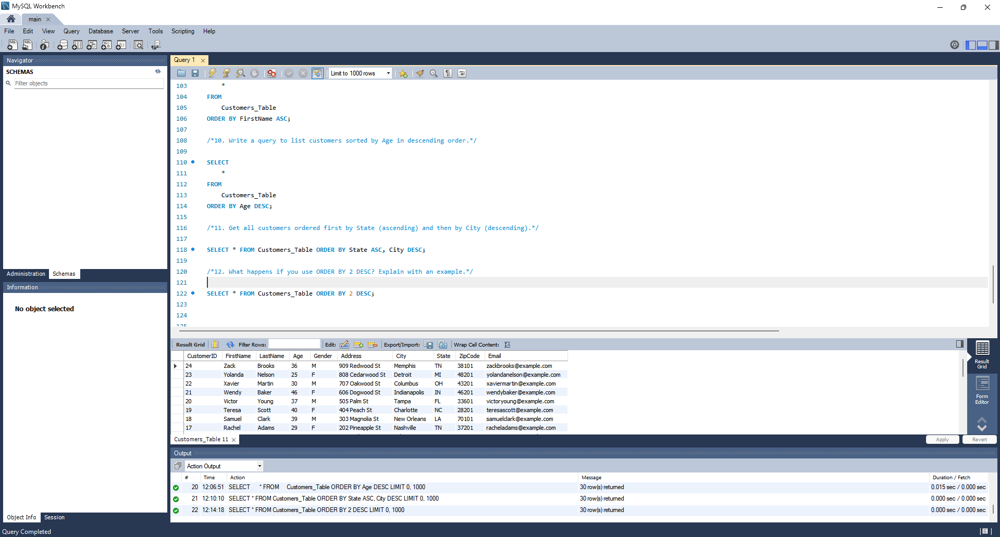 MySQL Workbench
main
File Edit View Query Database Server Tools Scripting Help
Navigator
SCHEMAS
Filter objects
Administration Schemas
Information
No object selected
Object Info Session
Query 1
Limit to 1000 rows
103 *
104 FROM
105 Customers_Table
106 ORDER BY FirstName ASC;
107
108 /*10. Write a query to list customers sorted by Age in descending order.*/
109
110 SELECT
111 *
112 FROM
113 Customers_Table
114 ORDER BY Age DESC;
115
116 /*11. Get all customers ordered first by State (ascending) and then by City (descending).*/
117
118 SELECT * FROM Customers_Table ORDER BY State ASC, City DESC;
119
120 /*12. What happens if you use ORDER BY 2 DESC? Explain with an example.*/
121
122 SELECT * FROM Customers_Table ORDER BY 2 DESC;
123
124
125
Result Grid Filter Rows: Edit: Export/Import: Wrap Cell Content:
CustomerID FirstName LastName Age Gender Address City State ZipCode Email
24 Zack Brooks 36 M 909 Redwood St Memphis TN 38101 zackbrooks@example.com
23 Yolanda Nelson 25 F 808 Cedarwood St Detroit MI 48201 yolandanelson@example.com
22 Xavier Martin 30 M 707 Oakwood St Columbus OH 43201 xaviermartin@example.com
21 Wendy Baker 46 F 606 Dogwood St Indianapolis IN 46201 wendybaker@example.com
20 Victor Young 37 M 505 Palm St Tampa FL 33601 victoryoung@example.com
19 Teresa Scott 40 F 404 Peach St Charlotte NC 28201 teresascott@example.com
18 Samuel Clark 39 M 303 Magnolia St New Orleans LA 70101 samuelclark@example.com
17 Rachel Adams 29 F 202 Pineapple St Nashville TN 37201 racheladams@example.com
Result
Grid
Form
Editor
Customers_Table 11
Apply Revert
Output
Action Output
# Time Action Message Duration / Fetch
20 12:06:51 SELECT * FROM Customers_Table ORDER BY Age DESC LIMIT 0, 1000 30 row(s) returned 0.015 sec / 0.000 sec
21 12:10:10 SELECT * FROM Customers_Table ORDER BY State ASC, City DESC LIMIT 0, 1000 30 row(s) returned 0.000 sec / 0.000 sec
22 12:14:18 SELECT * FROM Customers_Table ORDER BY 2 DESC LIMIT 0, 1000 30 row(s) returned 0.000 sec / 0.000 sec
Query Completed